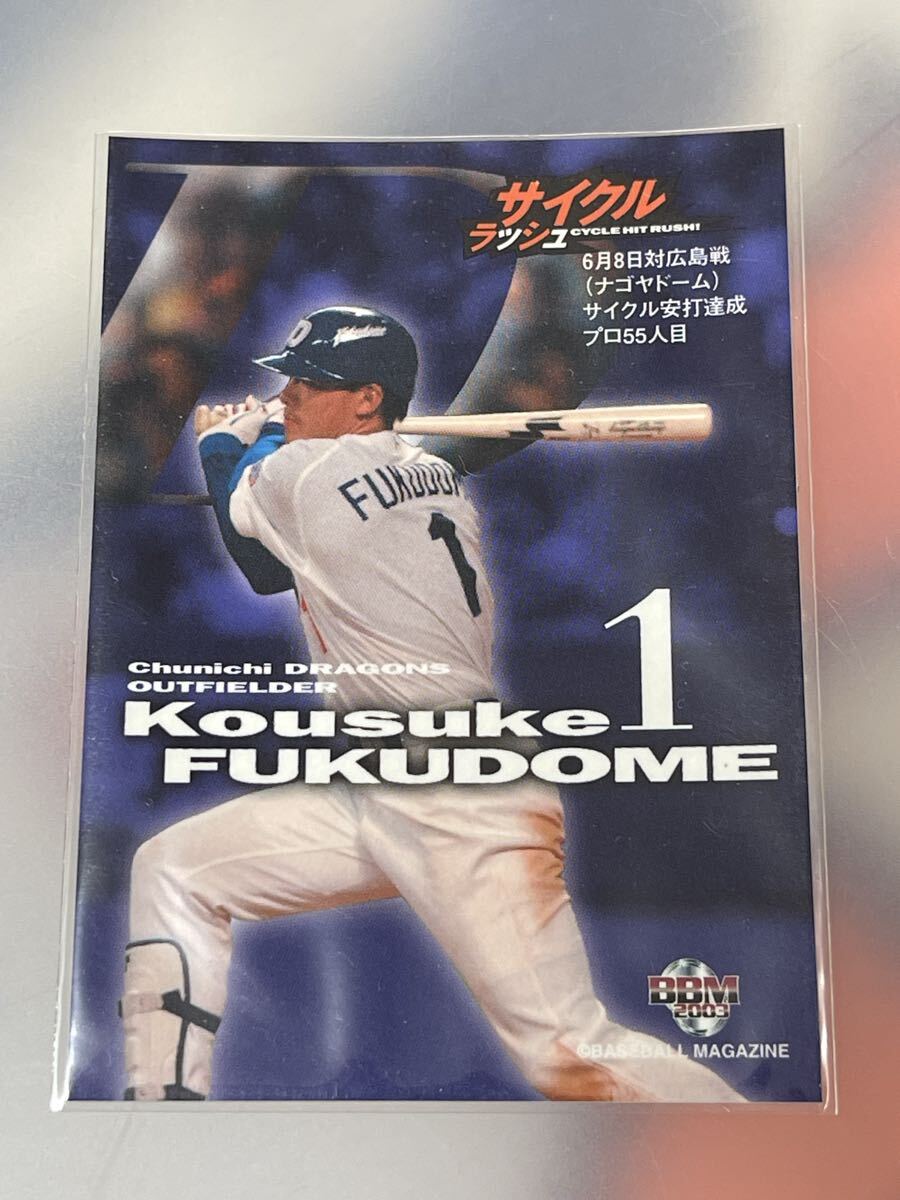 サイクル
ラッシュ CYCLE HIT RUSH!
6月8日対広島戦
(ナゴヤドーム)
サイクル安打達成
プロ55人目
D
FUKUDOM
1
1
Chunichi DRAGONS
OUTFIELDER
Kousuke
FUKUDOME
BBM
2003
©BASEBALL MAGAZINE